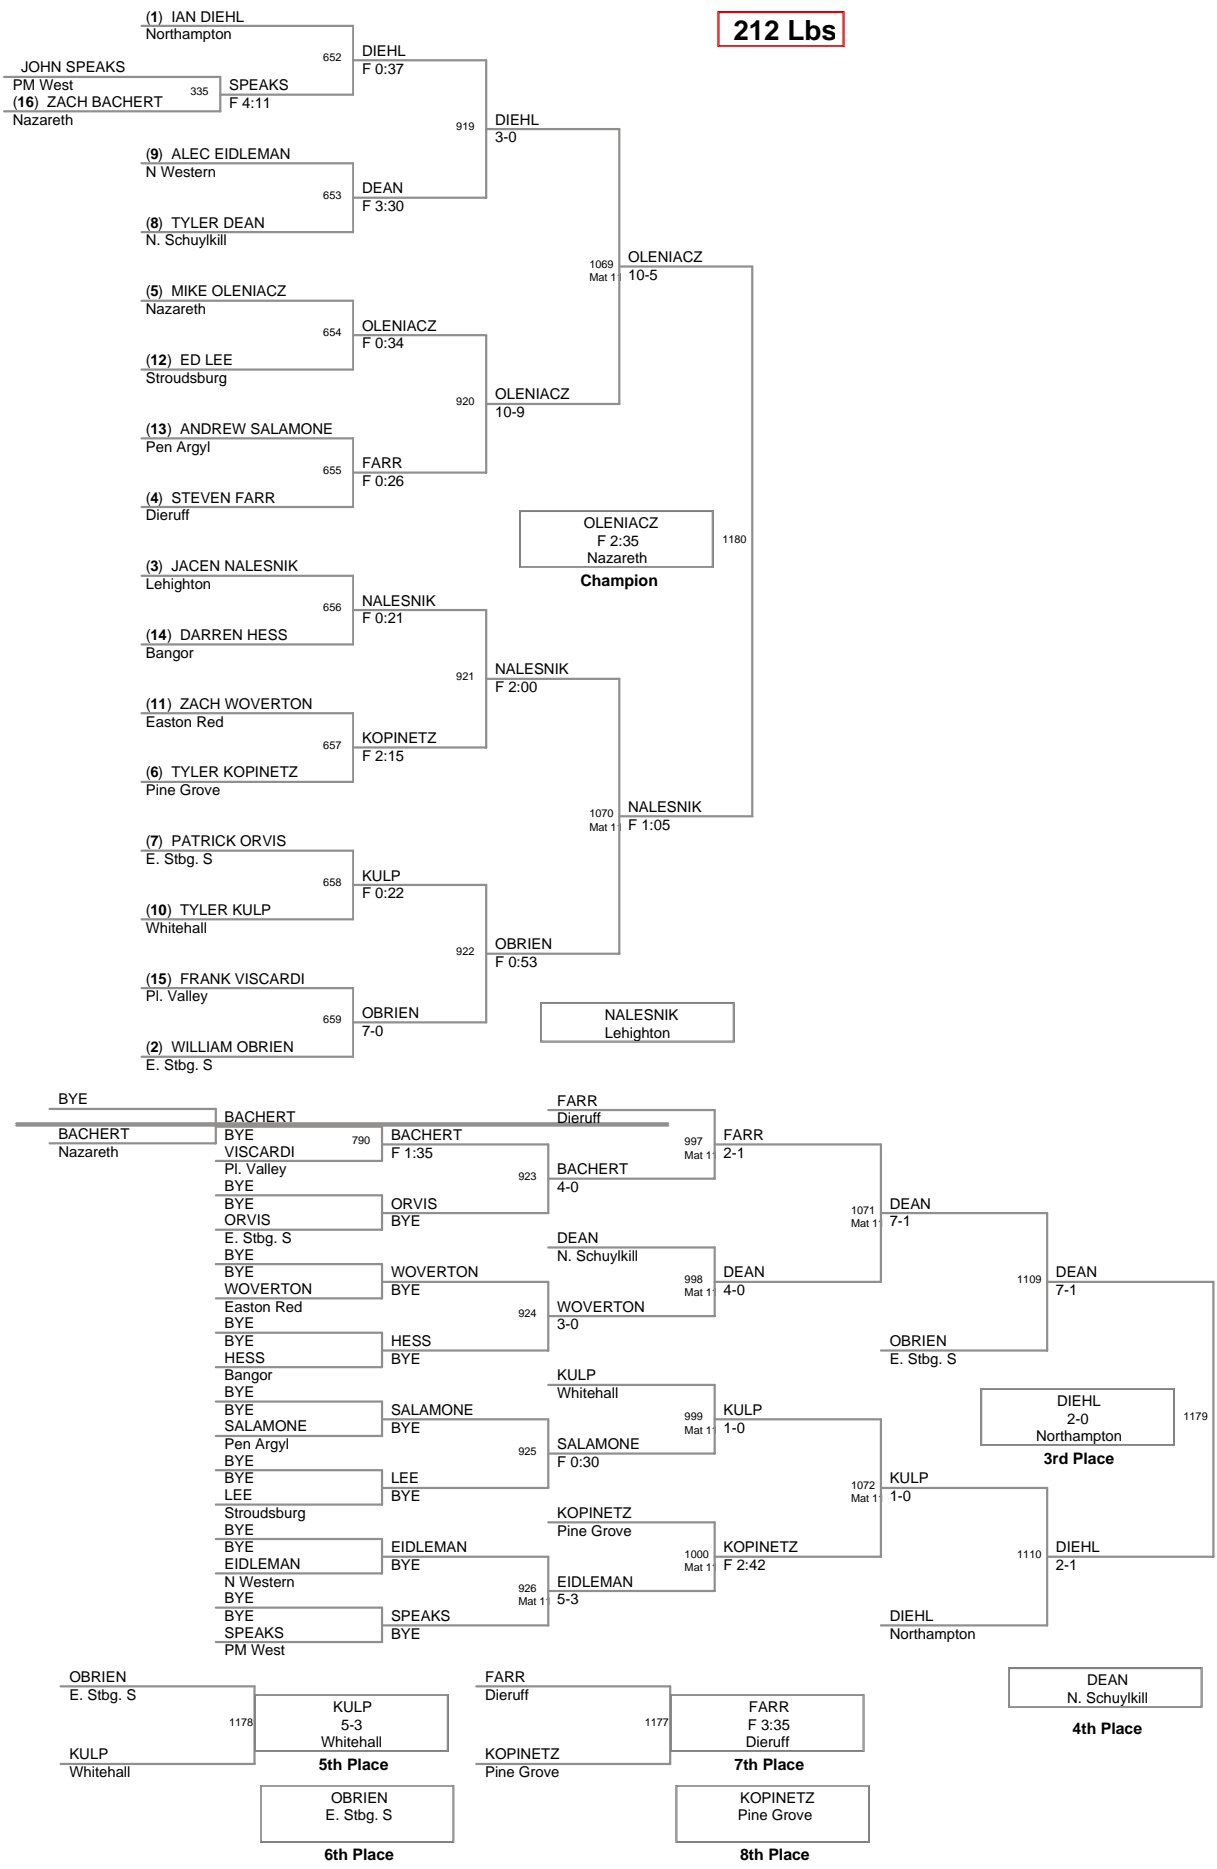 212 Lbs
(1) IAN DIEHL
Northampton
JOHN SPEAKS
PM West
(16) ZACH BACHERT
Nazareth
335
SPEAKS
F 4:11
652
DIEHL
F 0:37
(9) ALEC EIDLEMAN
N Western
(8) TYLER DEAN
N. Schuylkill
653
DEAN
F 3:30
919
DIEHL
3-0
(5) MIKE OLENIACZ
Nazareth
(12) ED LEE
Stroudsburg
654
OLENIACZ
F 0:34
(13) ANDREW SALAMONE
Pen Argyl
(4) STEVEN FARR
Dieruff
655
FARR
F 0:26
920
OLENIACZ
10-9
1069
Mat 11
OLENIACZ
10-5
OLENIACZ
F 2:35
Nazareth
Champion
1180
(3) JACEN NALESNIK
Lehighton
(14) DARREN HESS
Bangor
656
NALESNIK
F 0:21
(11) ZACH WOVERTON
Easton Red
(6) TYLER KOPINETZ
Pine Grove
657
KOPINETZ
F 2:15
921
NALESNIK
F 2:00
(7) PATRICK ORVIS
E. Stbg. S
(10) TYLER KULP
Whitehall
658
KULP
F 0:22
(15) FRANK VISCARDI
Pl. Valley
(2) WILLIAM OBRIEN
E. Stbg. S
659
OBRIEN
7-0
922
OBRIEN
F 0:53
1070
Mat 11
NALESNIK
F 1:05
NALESNIK
Lehighton
BYE
BACHERT
Nazareth
BACHERT
BYE
VISCARDI
Pl. Valley
790
BACHERT
F 1:35
BYE
BYE
ORVIS
E. Stbg. S
ORVIS
BYE
923
BACHERT
4-0
FARR
Dieruff
997
Mat 11
FARR
2-1
BYE
BYE
WOVERTON
Easton Red
WOVERTON
BYE
BYE
BYE
HESS
Bangor
HESS
BYE
924
WOVERTON
3-0
DEAN
N. Schuylkill
998
Mat 11
DEAN
4-0
1071
Mat 11
DEAN
7-1
OBRIEN
E. Stbg. S
1109
DEAN
7-1
BYE
BYE
SALAMONE
Pen Argyl
SALAMONE
BYE
BYE
BYE
LEE
Stroudsburg
LEE
BYE
925
SALAMONE
F 0:30
KULP
Whitehall
999
Mat 11
KULP
1-0
BYE
BYE
EIDLEMAN
N Western
EIDLEMAN
BYE
BYE
BYE
SPEAKS
PM West
SPEAKS
BYE
926
Mat 11
EIDLEMAN
5-3
KOPINETZ
Pine Grove
1000
Mat 11
KOPINETZ
F 2:42
1072
Mat 11
KULP
1-0
DIEHL
Northampton
1110
DIEHL
2-1
DIEHL
2-0
Northampton
3rd Place
1179
DEAN
N. Schuylkill
4th Place
OBRIEN
E. Stbg. S
KULP
Whitehall
1178
KULP
5-3
Whitehall
5th Place
OBRIEN
E. Stbg. S
6th Place
FARR
Dieruff
KOPINETZ
Pine Grove
1177
FARR
F 3:35
Dieruff
7th Place
KOPINETZ
Pine Grove
8th Place